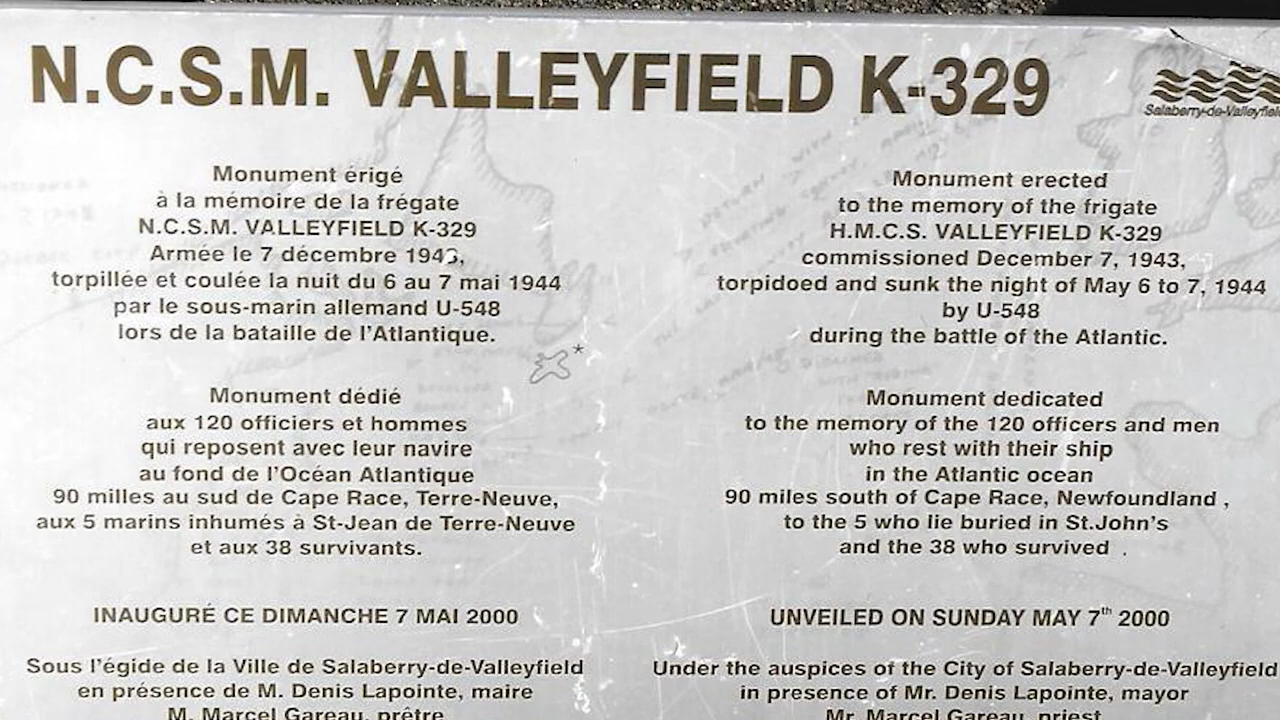 N.C.S.M. VALLEYFIELD K-329
Salaberry-de-Valleyfield
Monument érigé
à la mémoire de la frégate
N.C.S.M. VALLEYFIELD K-329
Armée le 7 décembre 1943,
torpillée et coulée la nuit du 6 au 7 mai 1944
par le sous-marin allemand U-548
lors de la bataille de l'Atlantique.
Monument dédié
aux 120 officiers et hommes
qui reposent avec leur navire
au fond de l'Océan Atlantique
90 milles au sud de Cape Race, Terre-Neuve,
aux 5 marins inhumés à St-Jean de Terre-Neuve
et aux 38 survivants.
INAUGURÉ CE DIMANCHE 7 MAI 2000
Sous l'égide de la Ville de Salaberry-de-Valleyfield
en présence de M. Denis Lapointe, maire
M. Marcel Gareau, prêtre
Monument erected
to the memory of the frigate
H.M.C.S. VALLEYFIELD K-329
commissioned December 7, 1943,
torpidoed and sunk the night of May 6 to 7, 1944
by U-548
during the battle of the Atlantic.
Monument dedicated
to the memory of the 120 officers and men
who rest with their ship
in the Atlantic ocean
90 miles south of Cape Race, Newfoundland ,
to the 5 who lie buried in St.John's
and the 38 who survived .
UNVEILED ON SUNDAY MAY 7th 2000
Under the auspices of the City of Salaberry-de-Valleyfield
in presence of Mr. Denis Lapointe, mayor
Mr. Marcel Gareau, priest